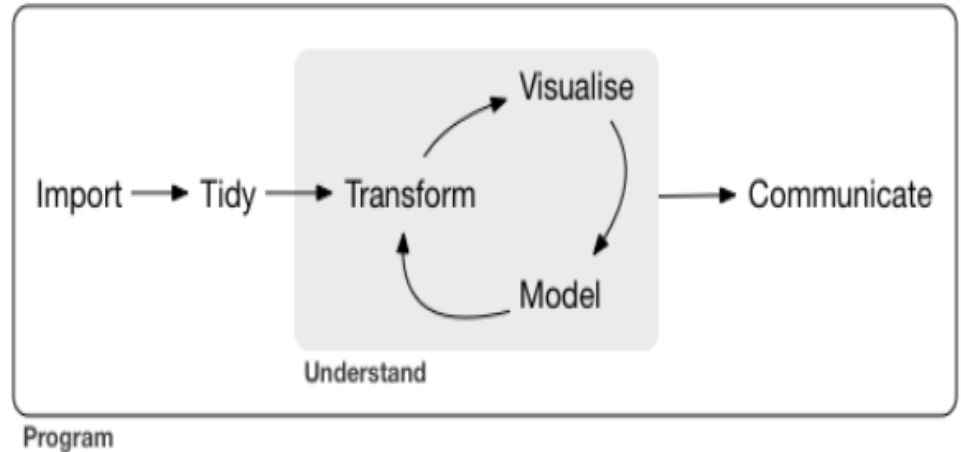 Visualise
Import Tidy Transform Communicate
Model
Understand
Program